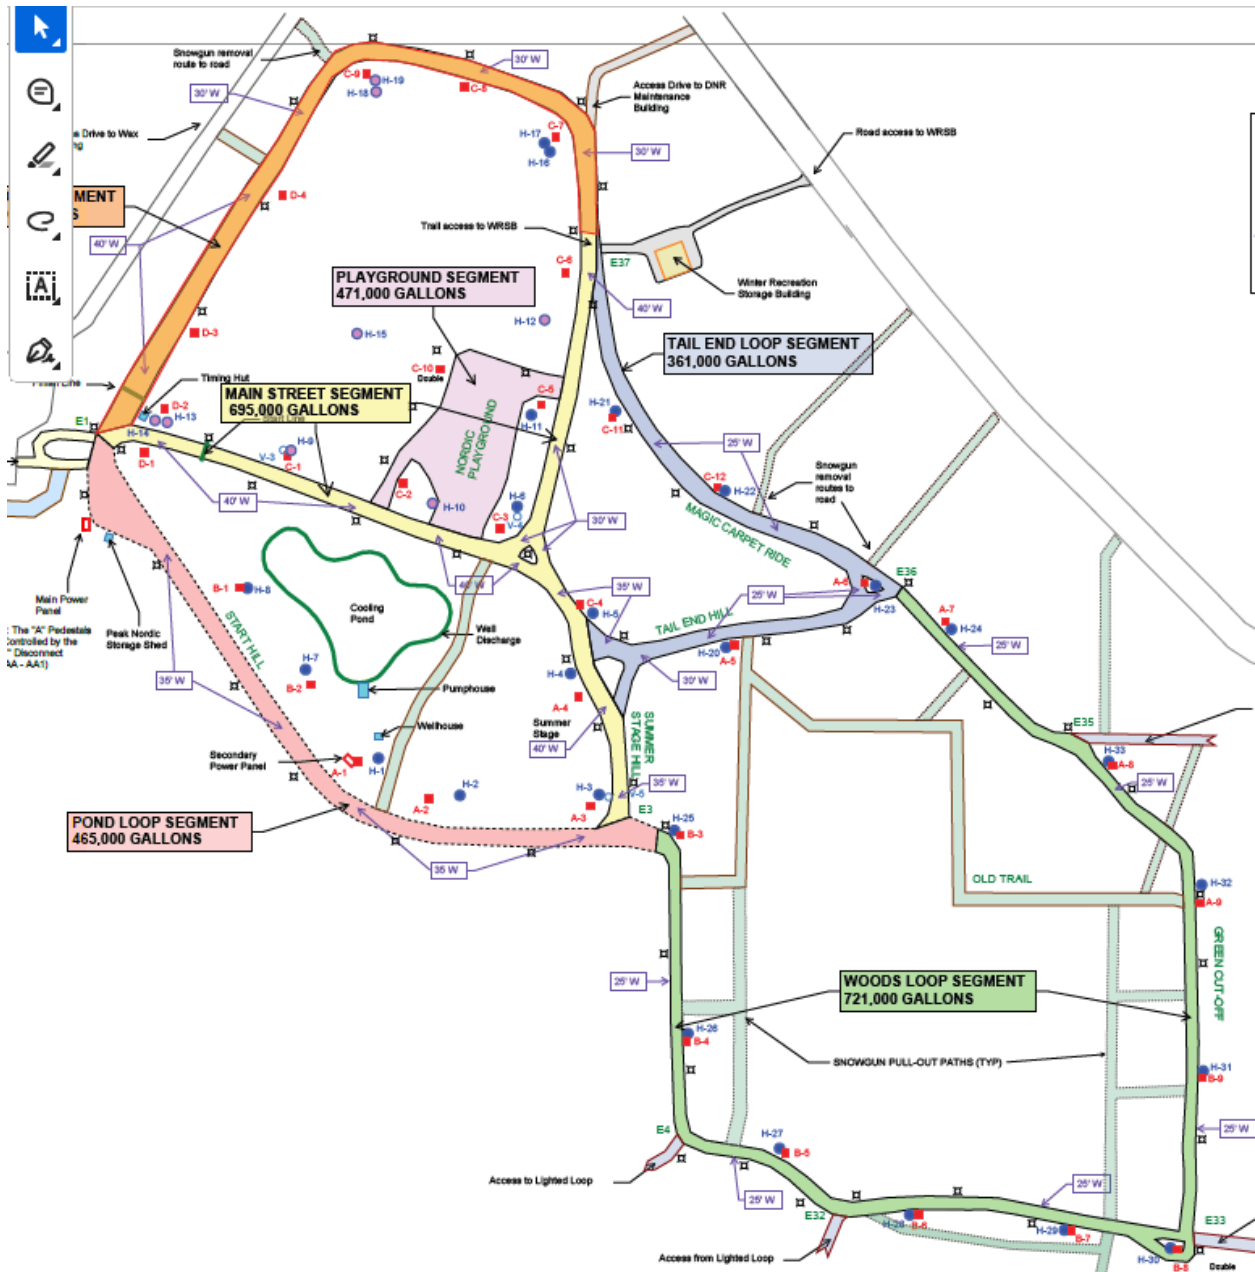 Snowgun removal
route to road
30' W
30' W
C-9
H-19
H-18
C-8
Access Drive to DNR
Maintenance
Building
Drive to Wax
H-17
C-7
H-16
30' W
Road access to WRSB
MENT
S
D-4
40' W
Trail access to WRSB
E37
C-6
PLAYGROUND SEGMENT
471,000 GALLONS
Winter Recreation
Storage Building
40' W
H-12
H-15
D-3
TAIL END LOOP SEGMENT
361,000 GALLONS
C-10
Double
Timing Hut
MAIN STREET SEGMENT
695,000 GALLONS
C-5
H-11
D-2
H-13
E1
H-14
H-21
C-11
NORDIC
PLAYGROUND
25' W
V-3
H-9
C-1
D-1
Snowgun
removal
routes to
road
C-2
C-12
H-22
40' W
H-10
H-6
C-3
V-4
30' W
MAGIC CARPET RIDE
Main Power
Panel
Peak Nordic
Storage Shed
: The "A" Pedestals
Controlled by the
" Disconnect
AA - AA1)
B-1
H-8
40' W
35' W
E36
A-6
25' W
H-23
Cooling
Pond
C-4
H-5
A-7
H-24
START HILL
35' W
Well
Discharge
TAIL END HILL
25' W
H-20
A-5
H-7
B-2
H-4
30' W
35' W
Pumphouse
A-4
Summer
Stage
SUMMER
STAGE HILL
E35
Wellhouse
40' W
Secondary
Power Panel
A-1
H-1
H-33
A-8
25' W
H-2
A-2
H-3
V-5
35' W
A-3
E3
POND LOOP SEGMENT
465,000 GALLONS
H-25
B-3
35 W
OLD TRAIL
H-32
A-9
GREEN CUT-OFF
25' W
WOODS LOOP SEGMENT
721,000 GALLONS
H-26
B-4
SNOWGUN PULL-OUT PATHS (TYP)
H-31
B-9
E4
25' W
H-27
B-5
Access to Lighted Loop
25' W
25' W
E32
H-28
B-6
H-29
B-7
E33
Access from Lighted Loop
H-30
B-8
Double